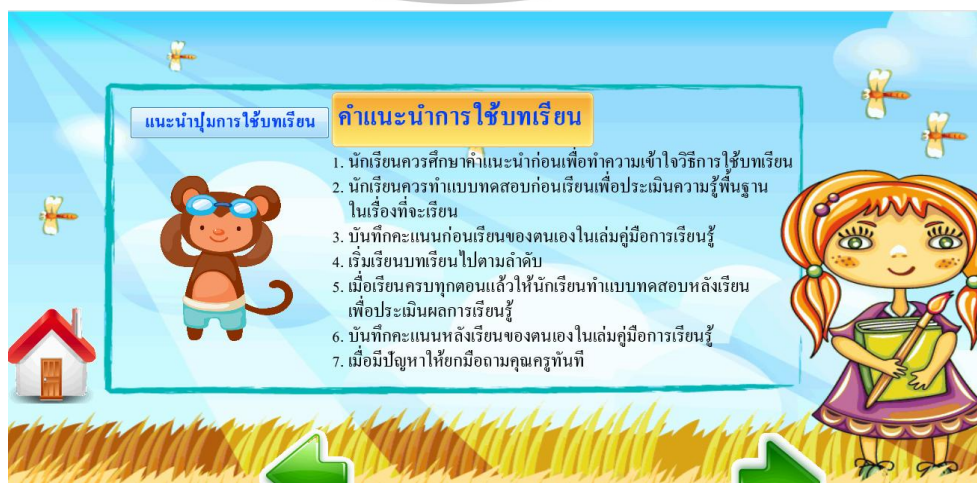 แนะนำปุ่มการใช้บทเรียน
คำแนะนำการใช้บทเรียน
1. นักเรียนควรศึกษาคำแนะนำก่อนเพื่อทำความเข้าใจวิธีการใช้บทเรียน
2. นักเรียนควรทำแบบทดสอบก่อนเรียนเพื่อประเมินความรู้พื้นฐาน
ในเรื่องที่จะเรียน
3. บันทึกคะแนนก่อนเรียนของตนเองในเล่มคู่มือการเรียนรู้
4. เริ่มเรียนบทเรียนไปตามลำดับ
5. เมื่อเรียนครบทุกตอนแล้วให้นักเรียนทำแบบทดสอบหลังเรียน
เพื่อประเมินผลการเรียนรู้
6. บันทึกคะแนนหลังเรียนของตนเองในเล่มคู่มือการเรียนรู้
7. เมื่อมีปัญหาให้ยกมือถามคุณครูทันที